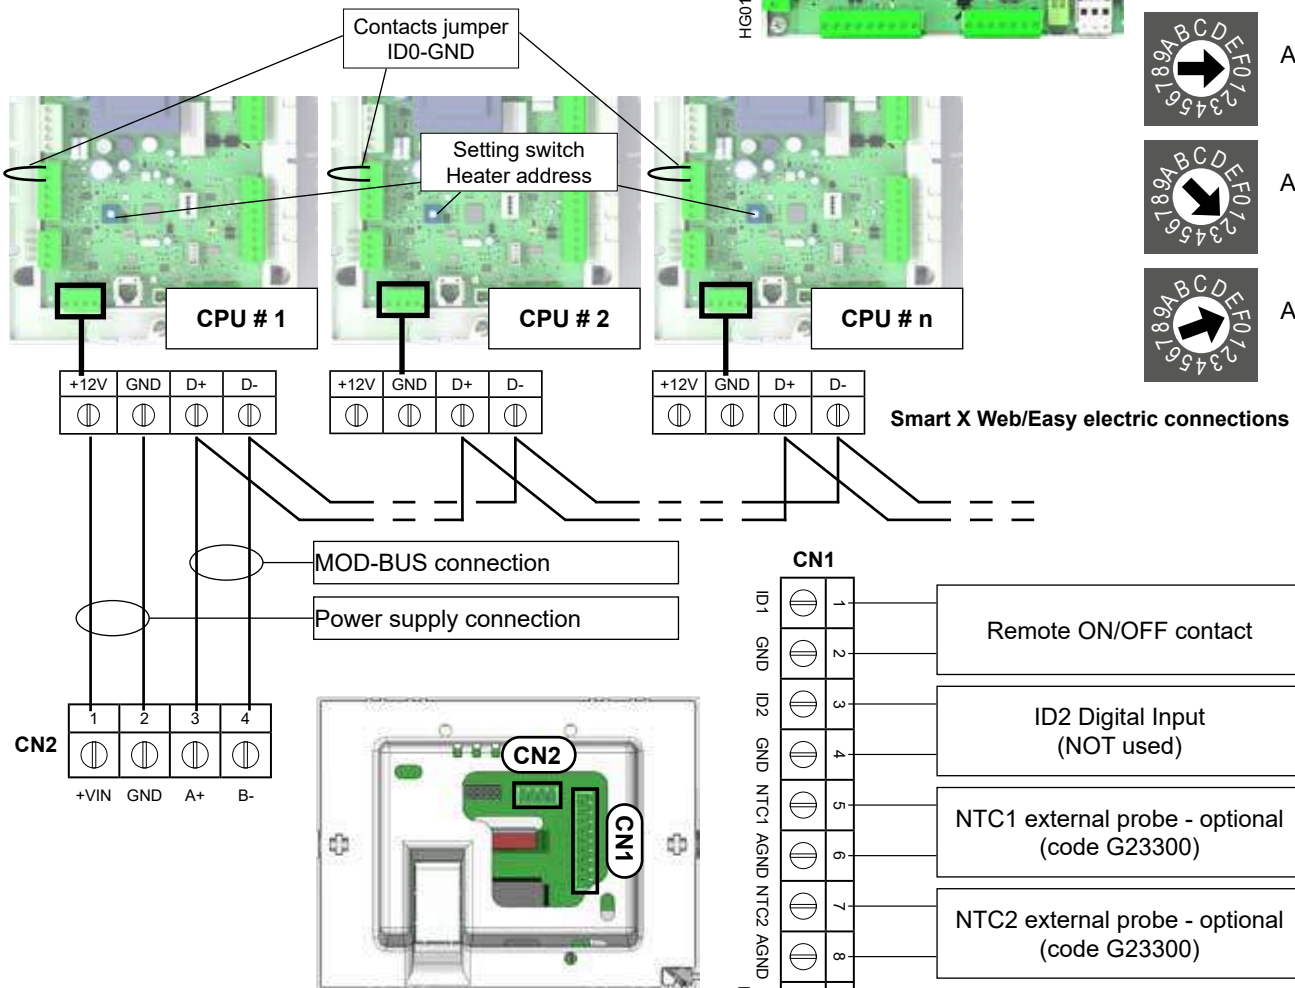 Contacts jumper
ID0-GND
HG01
Setting switch
Heater address
CPU # 1
CPU # 2
CPU # n
+12V GND D+ D-
+12V GND D+ D-
+12V GND D+ D-
Smart X Web/Easy electric connections
MOD-BUS connection
Power supply connection
CN2
1 2 3 4
+VIN GND A+ B-
CN2
CN1
CN1
ID1 1
GND 2
Remote ON/OFF contact
ID2 3
GND 4
ID2 Digital Input
(NOT used)
NTC1 5
AGND 6
NTC1 external probe - optional
(code G23300)
NTC2 7
AGND 8
NTC2 external probe - optional
(code G23300)
0123456789ABCDEF
A
0123456789ABCDEF
A
0123456789ABCDEF
A